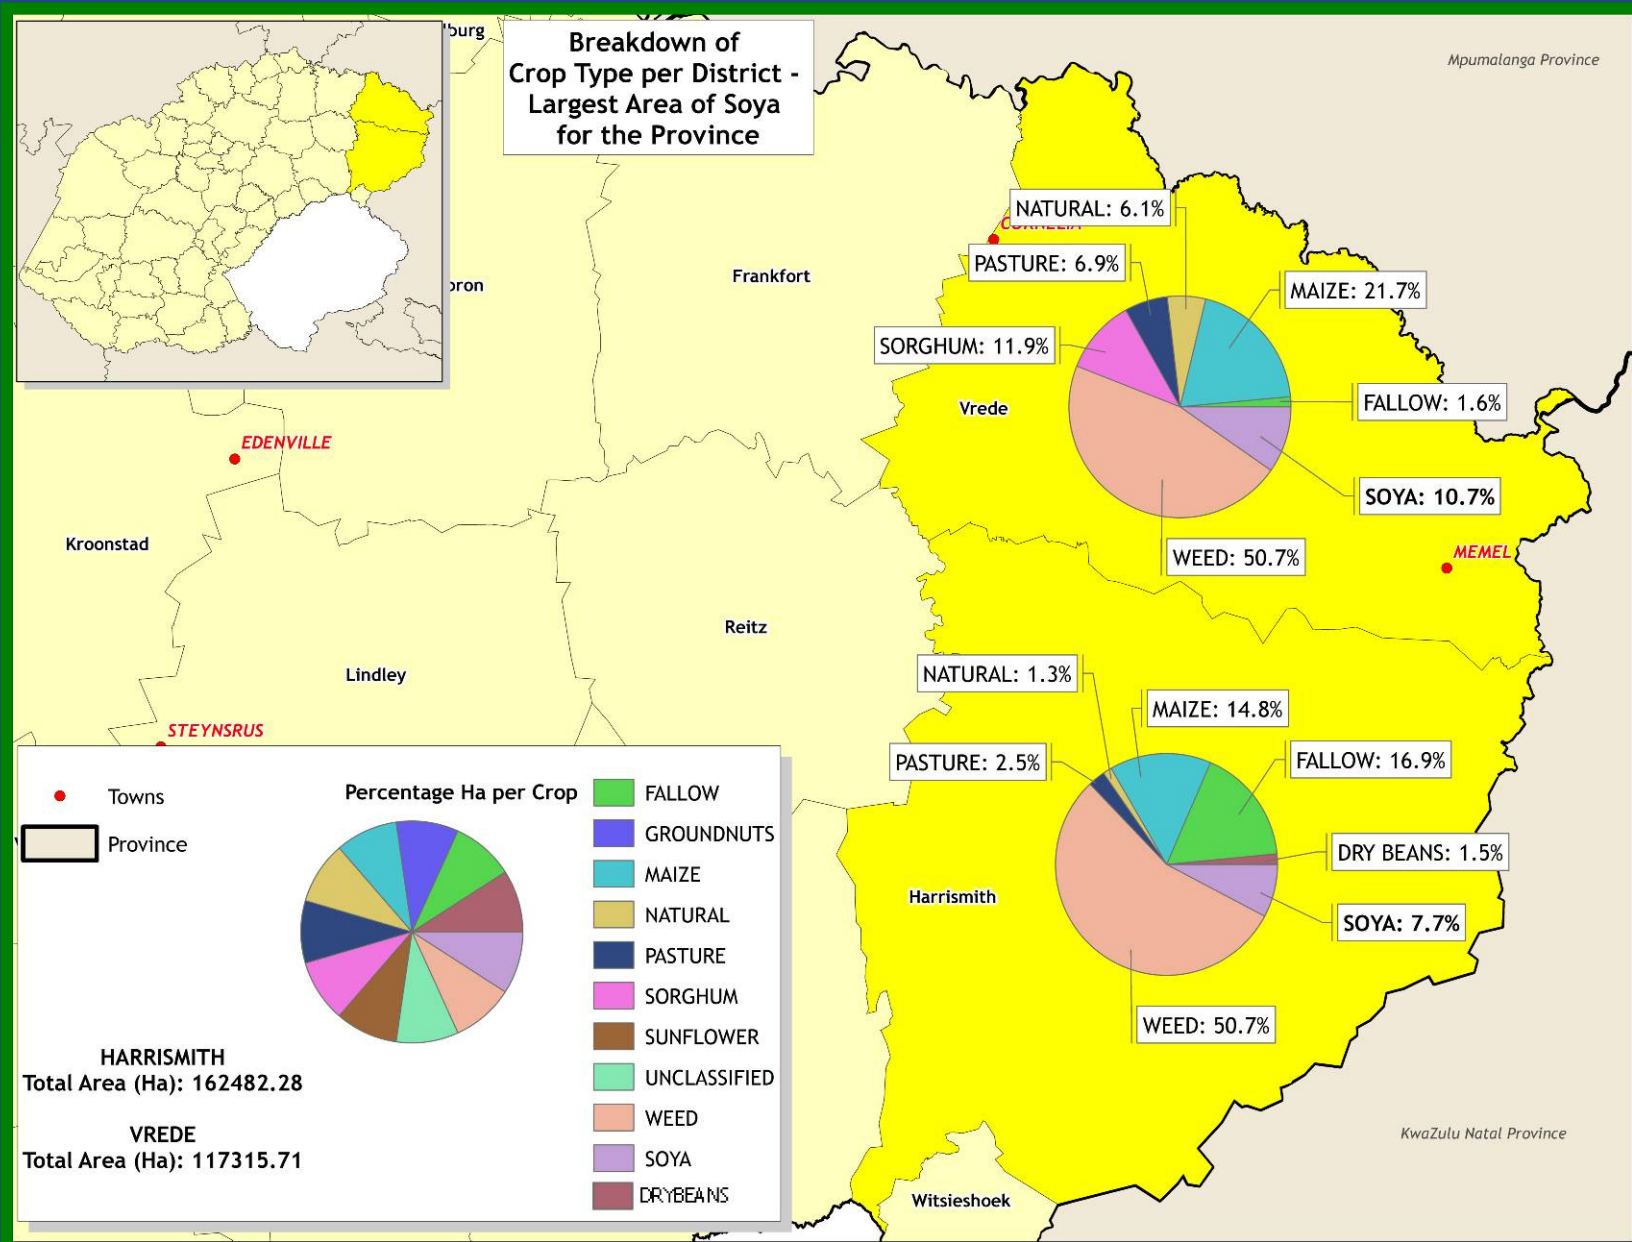 Breakdown of
Crop Type per District -
Largest Area of Soya
for the Province
Mpumalanga Province
NATURAL: 6.1%
PASTURE: 6.9%
MAIZE: 21.7%
SORGHUM: 11.9%
FALLOW: 1.6%
SOYA: 10.7%
WEED: 50.7%
Frankfort
Vrede
EDENVILLE
Kroonstad
MEMEL
Reitz
Lindley
STEYNSRUS
NATURAL: 1.3%
MAIZE: 14.8%
PASTURE: 2.5%
FALLOW: 16.9%
DRY BEANS: 1.5%
SOYA: 7.7%
WEED: 50.7%
Harrismith
KwaZulu Natal Province
Witsieshoek
Towns
Province
Percentage Ha per Crop
FALLOW
GROUNDNUTS
MAIZE
NATURAL
PASTURE
SORGHUM
SUNFLOWER
UNCLASSIFIED
WEED
SOYA
DRYBEANS
HARRISMITH
Total Area (Ha): 162482.28
VREDE
Total Area (Ha): 117315.71